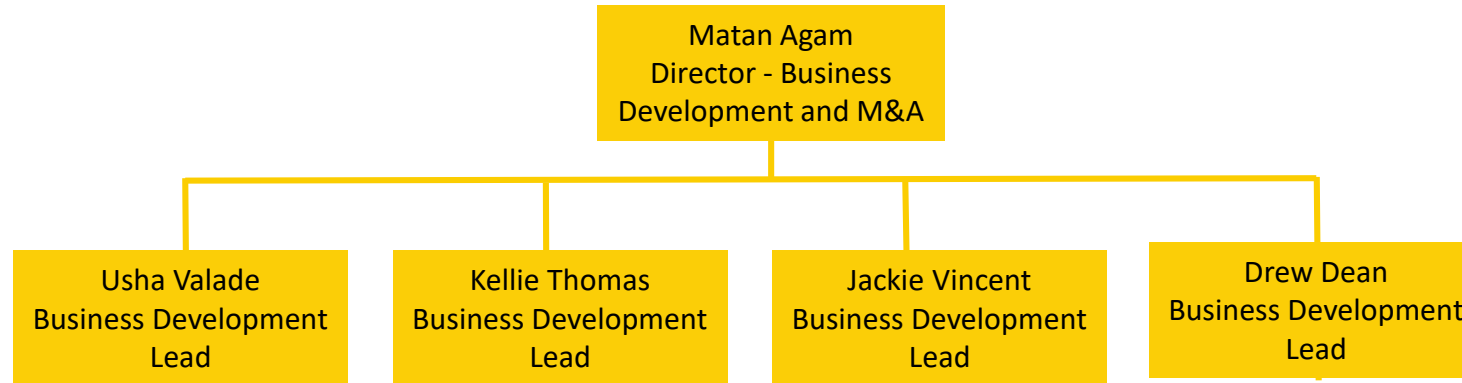 Matan Agam
Director - Business
Development and M&A
Usha Valade
Business Development
Lead
Kellie Thomas
Business Development
Lead
Jackie Vincent
Business Development
Lead
Drew Dean
Business Development
Lead